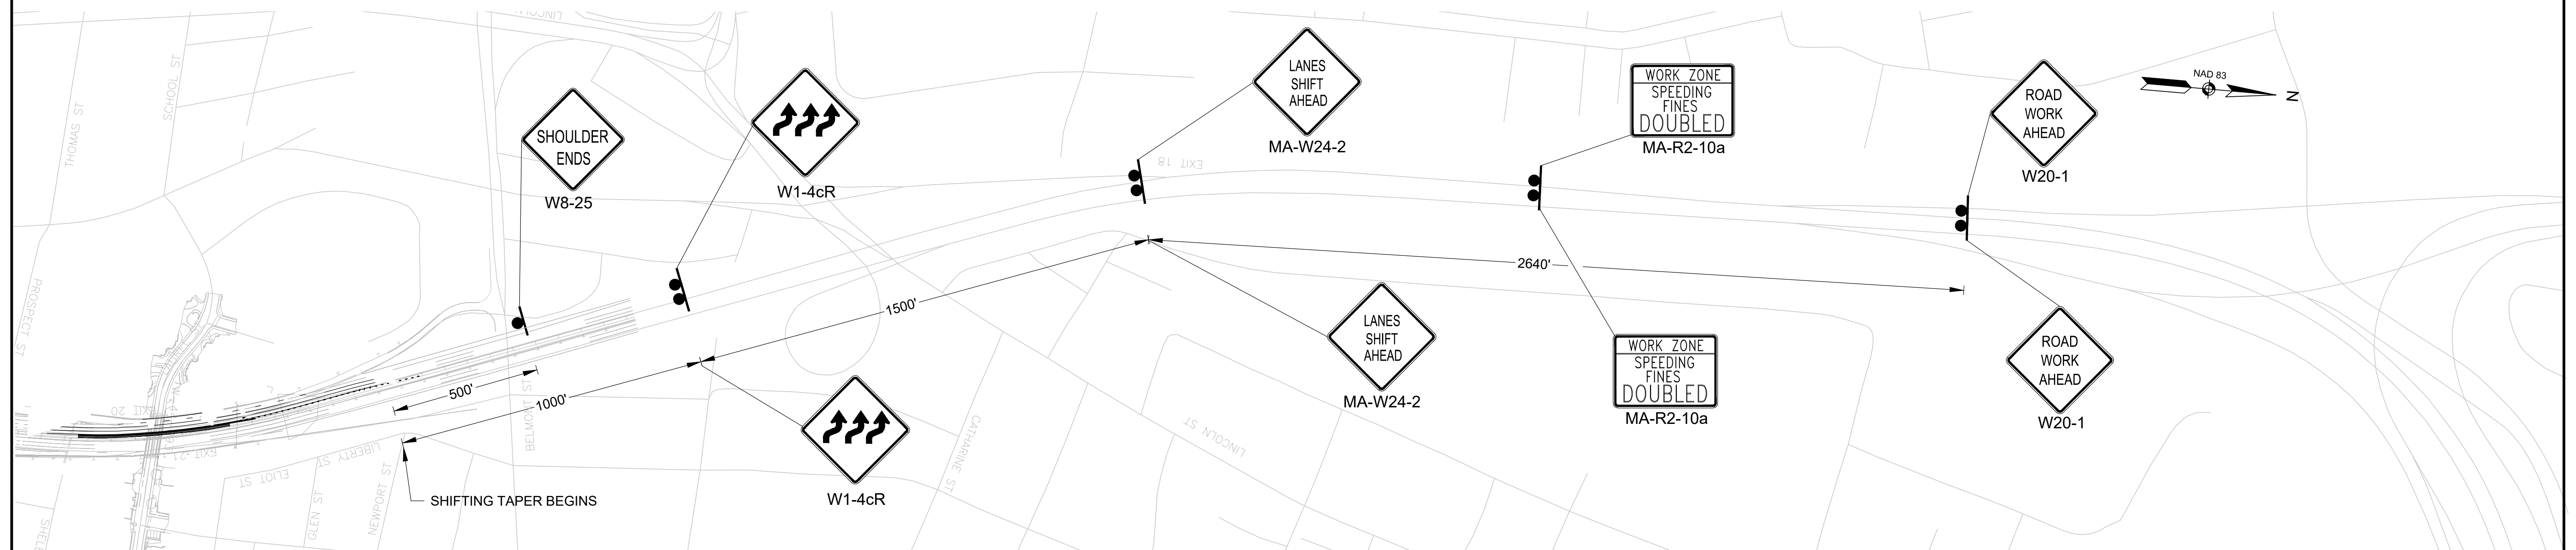 LINCOLN
THOMAS ST
SCHOOL ST
PROSPECT ST
SHOULDER
ENDS
W8-25
W1-4cR
LANES
SHIFT
AHEAD
MA-W24-2
EXIT 18
WORK ZONE
SPEEDING
FINES
DOUBLED
MA-R2-10a
ROAD
WORK
AHEAD
W20-1
NAD 83
N
2640'
1500'
500'
1000'
BELMONT ST
EXIT 20
EXIT 21
LIBERTY ST
ELIOT ST
GLEN ST
NEWPORT ST
SHIFTING TAPER BEGINS
W1-4cR
CATHARINE ST
LINCOLN ST
LANES
SHIFT
AHEAD
MA-W24-2
WORK ZONE
SPEEDING
FINES
DOUBLED
MA-R2-10a
ROAD
WORK
AHEAD
W20-1